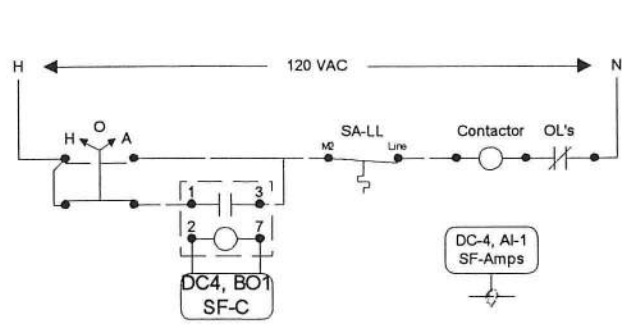 H 120 VAC N
O
H A
SA-LL Contactor OL's
M2 Line
1 3
2 7
DC4, BO1
SF-C
DC-4, AI-1
SF-Amps